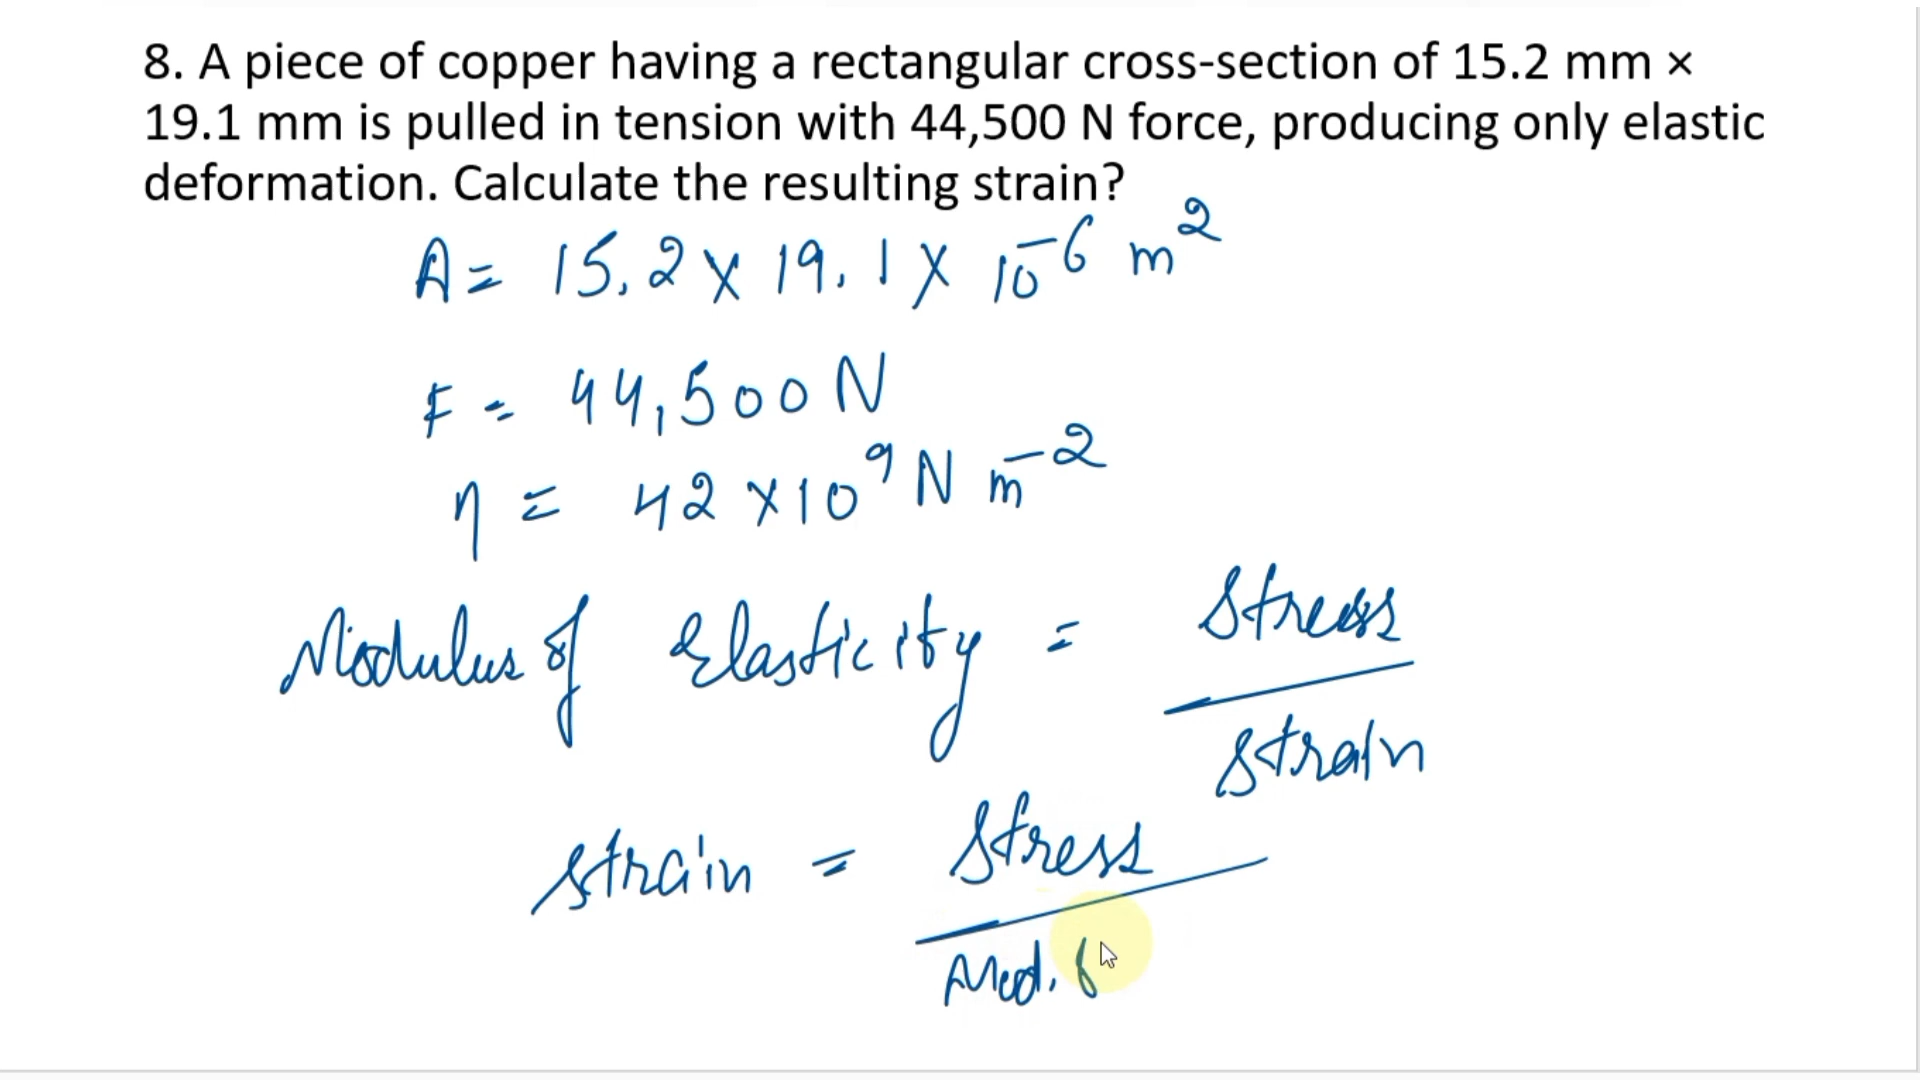 8. A piece of copper having a rectangular cross-section of 15.2 mm ×
19.1 mm is pulled in tension with 44,500 N force, producing only elastic
deformation. Calculate the resulting strain?
A = 15.2 × 19.1 × 10⁻⁶ m²
F = 44,500 N
η = 42 × 10⁹ N m⁻²
Modulus of Elasticity = Stress / Strain
Strain = Stress / Mod.